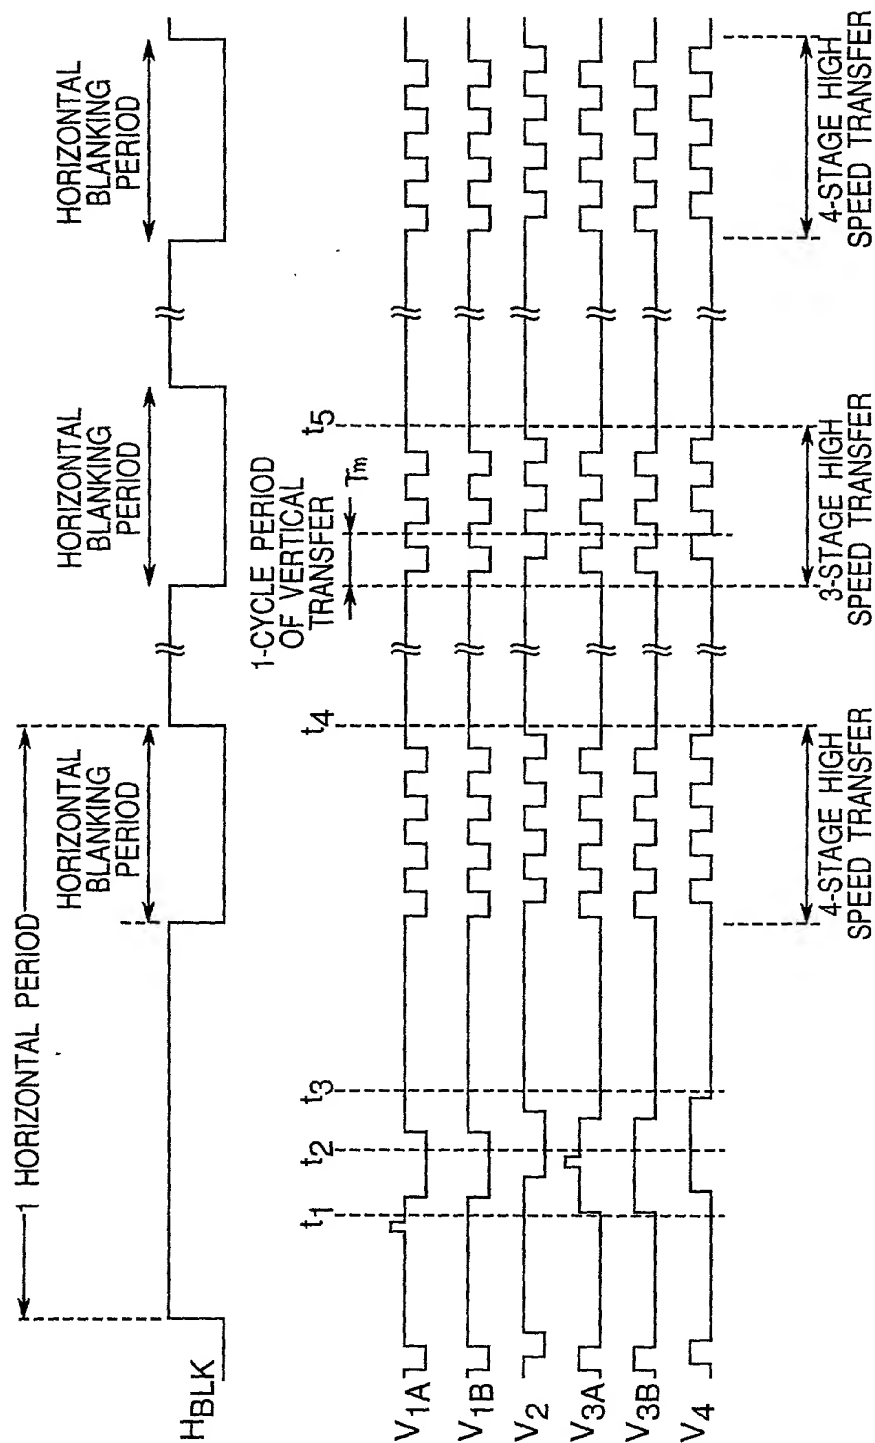 1 HORIZONTAL PERIOD
HORIZONTAL
BLANKING
PERIOD
HORIZONTAL
BLANKING
PERIOD
HORIZONTAL
BLANKING
PERIOD
HBLK
t1
t2
t3
t4
1-CYCLE PERIOD
OF VERTICAL
TRANSFER
Tm
t5
V1A
V1B
V2
V3A
V3B
V4
4-STAGE HIGH
SPEED TRANSFER
3-STAGE HIGH
SPEED TRANSFER
4-STAGE HIGH
SPEED TRANSFER